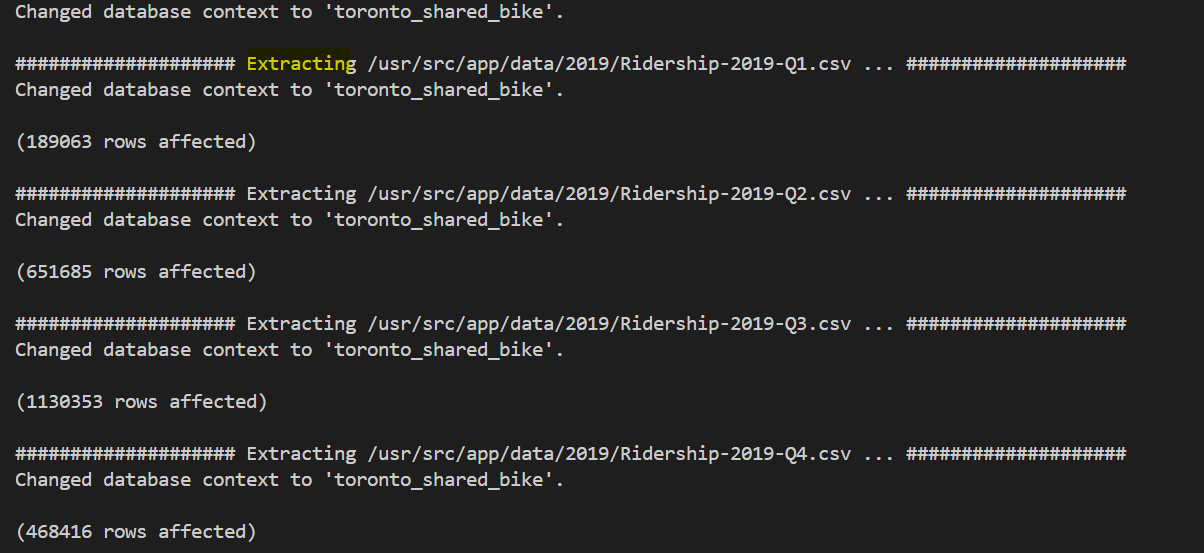 Changed database context to 'toronto_shared_bike'.
#################### Extracting /usr/src/app/data/2019/Ridership-2019-Q1.csv ... ####################
Changed database context to 'toronto_shared_bike'.
(189063 rows affected)
#################### Extracting /usr/src/app/data/2019/Ridership-2019-Q2.csv ... ####################
Changed database context to 'toronto_shared_bike'.
(651685 rows affected)
#################### Extracting /usr/src/app/data/2019/Ridership-2019-Q3.csv ... ####################
Changed database context to 'toronto_shared_bike'.
(1130353 rows affected)
#################### Extracting /usr/src/app/data/2019/Ridership-2019-Q4.csv ... ####################
Changed database context to 'toronto_shared_bike'.
(468416 rows affected)